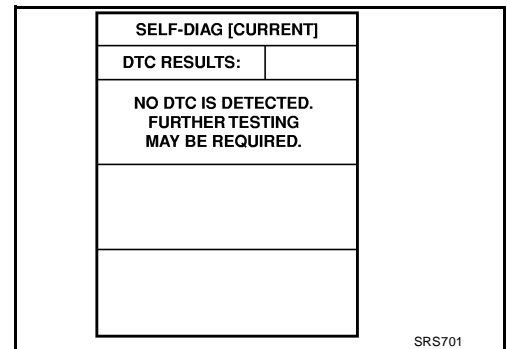 SELF-DIAG [CURRENT]
DTC RESULTS:
NO DTC IS DETECTED.
FURTHER TESTING
MAY BE REQUIRED.
SRS701